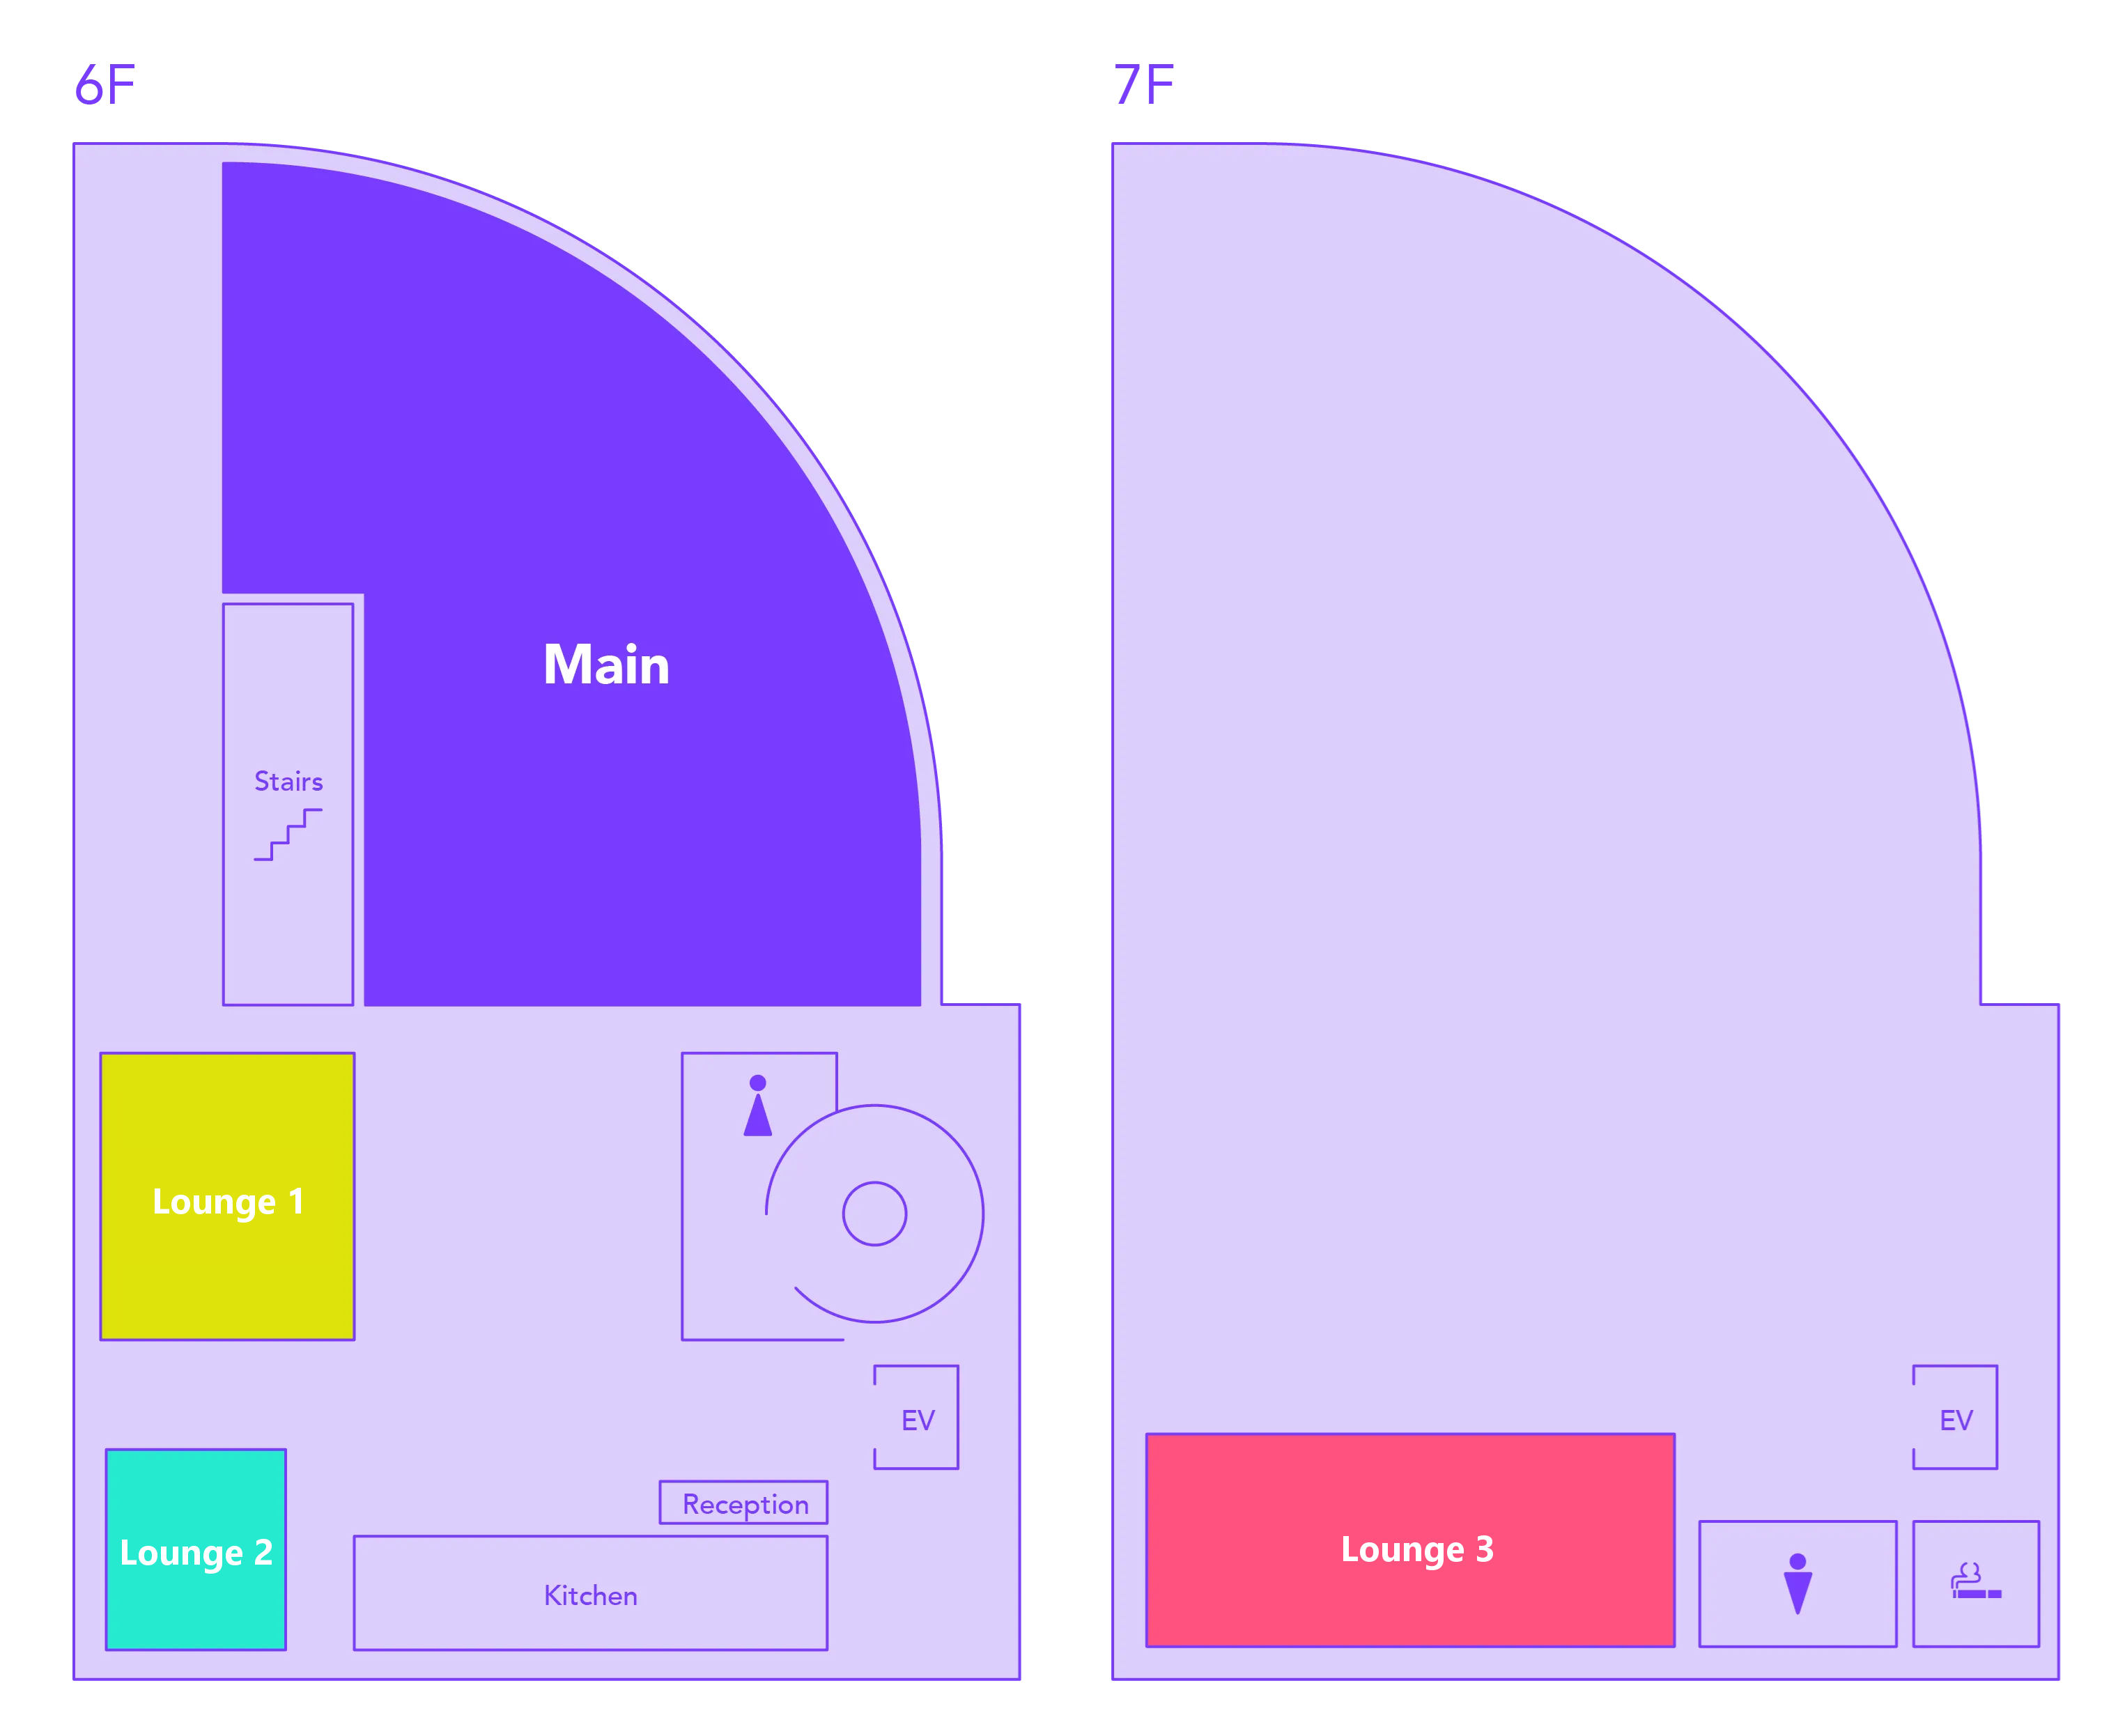 6F
Main
Stairs
Lounge 1
EV
Reception
Lounge 2
Kitchen
7F
EV
Lounge 3